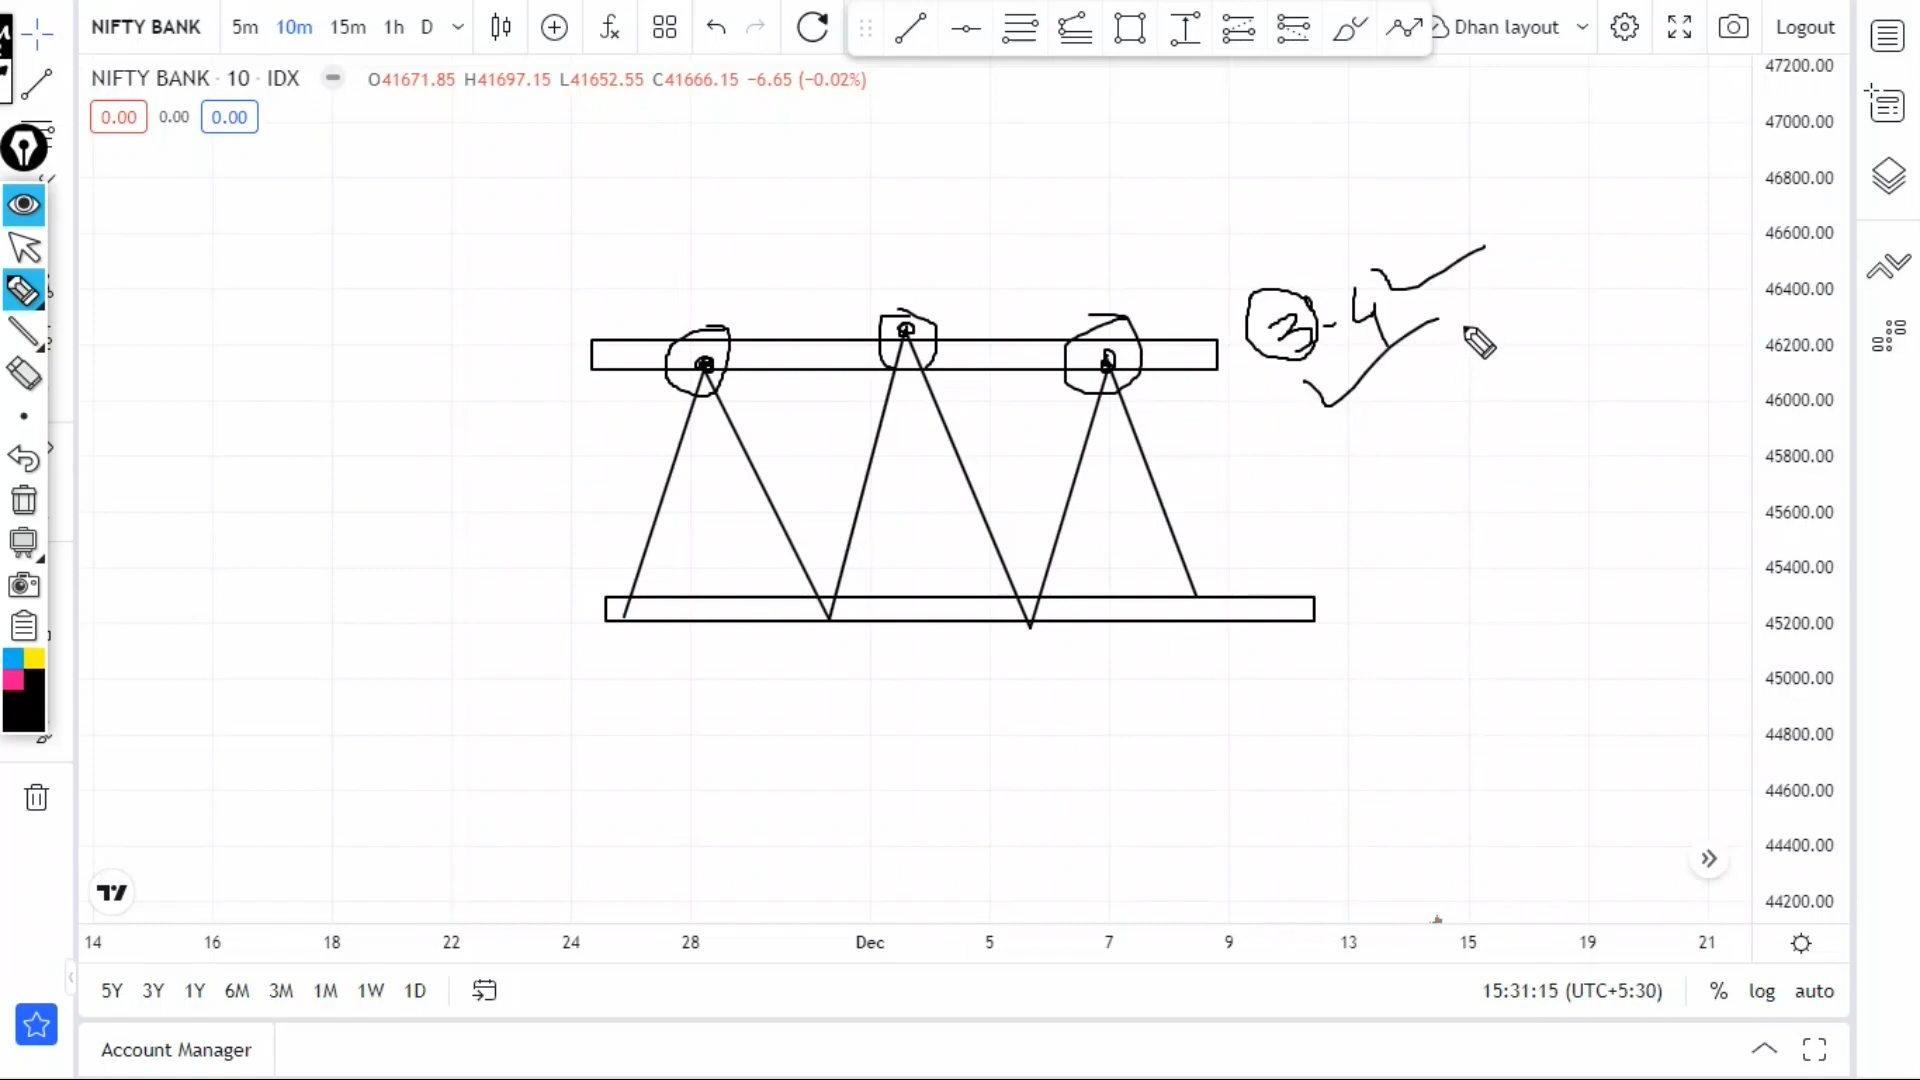 NIFTY BANK 5m 10m 15m 1h D Dhan layout Logout
NIFTY BANK · 10 · IDX O41671.85 H41697.15 L41652.55 C41666.15 −6.65 (−0.02%)
0.00 0.00 0.00
47200.00
47000.00
46800.00
46600.00
46400.00
46200.00
46000.00
45800.00
45600.00
45400.00
45200.00
45000.00
44800.00
44600.00
44400.00
44200.00
3 - 4
14 16 18 22 24 28 Dec 5 7 9 13 15 19 21
5Y 3Y 1Y 6M 3M 1M 1W 1D 15:31:15 (UTC+5:30) % log auto
Account Manager